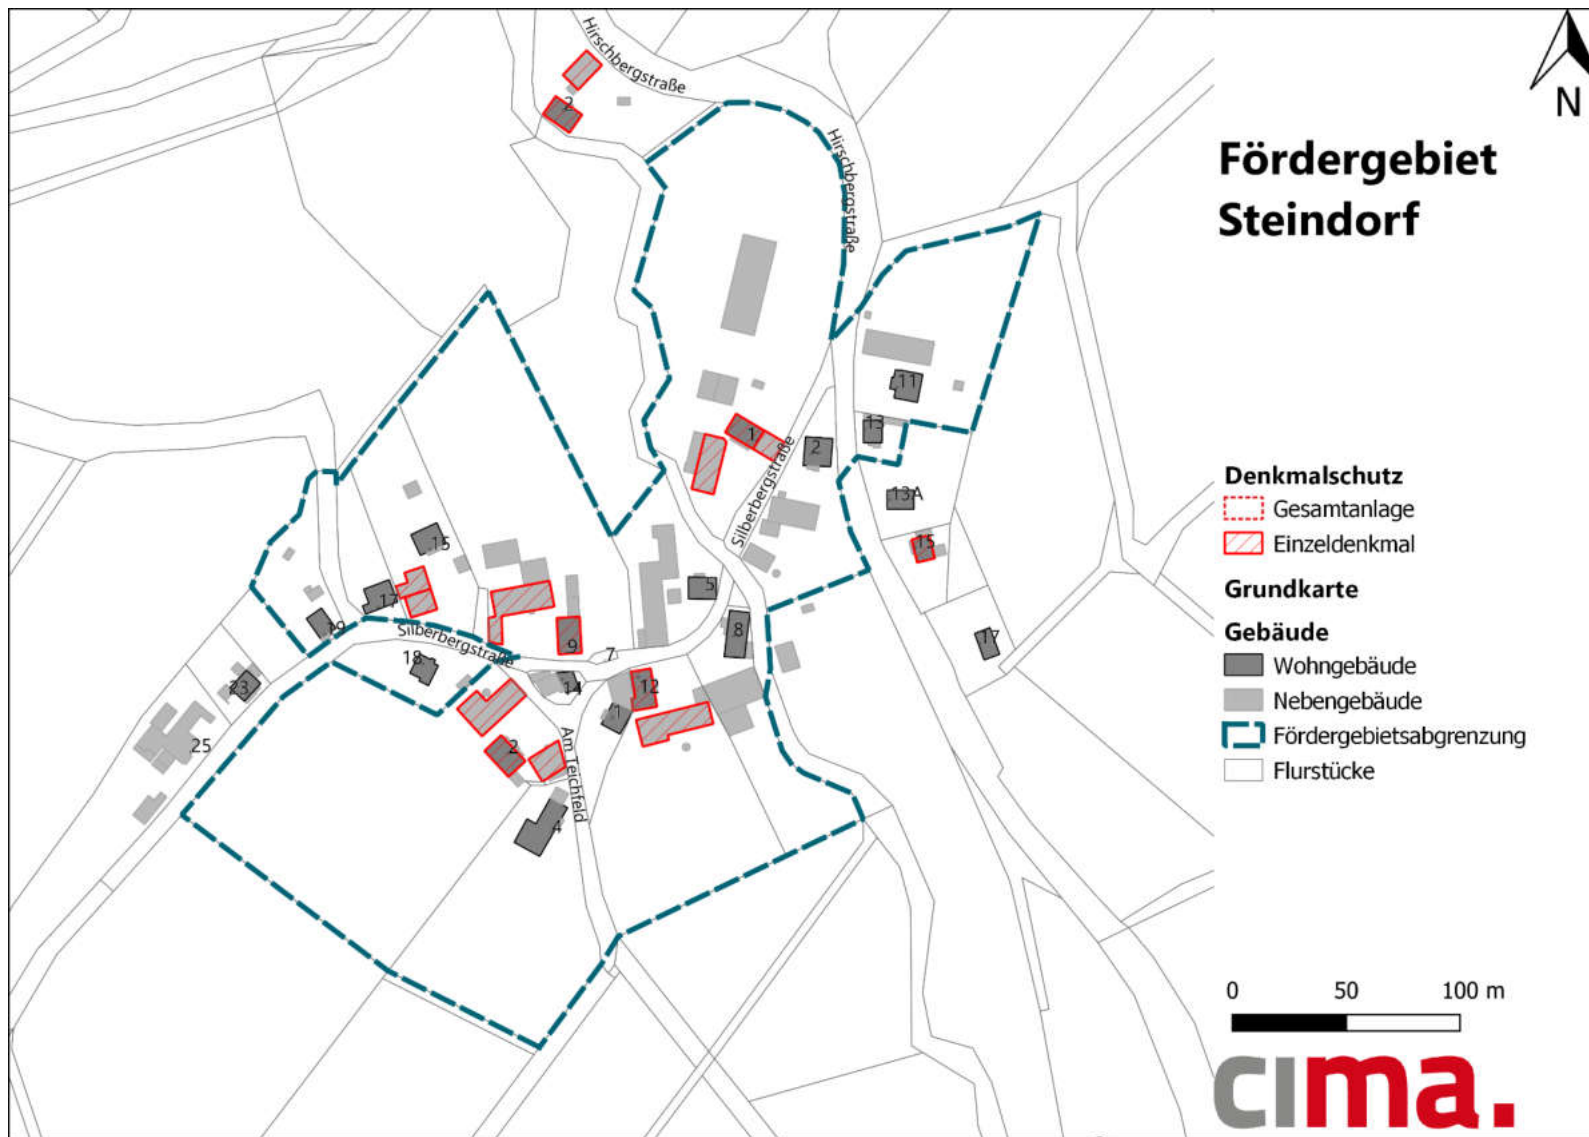 Fördergebiet
Steindorf
N
Hirschbergstraße
2
Hirschbergstraße
11
13
1
2
Silberbergstraße
13A
15
15
5
17
19
8
Silberbergstraße
9
7
17
18
14
12
23
1
25
2
Am Teichfeld
4
Denkmalschutz
Gesamtanlage
Einzeldenkmal
Grundkarte
Gebäude
Wohngebäude
Nebengebäude
Fördergebietsabgrenzung
Flurstücke
0 50 100 m
cima.